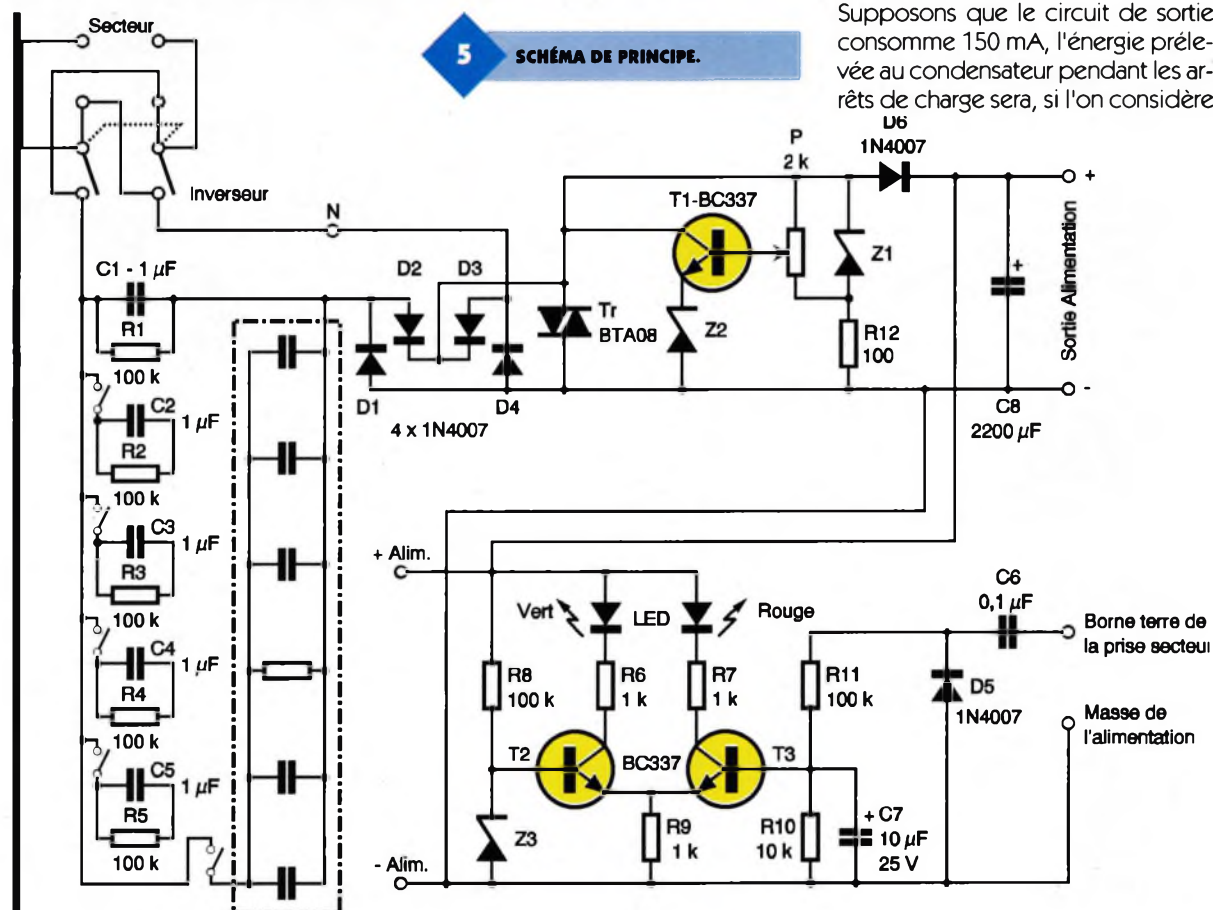 Supposons que le circuit de sortie
consomme 150 mA, l'énergie préle-
vée au condensateur pendant les ar-
rêts de charge sera, si l'on considère
5 SCHÉMA DE PRINCIPE.
Secteur
Inverseur
N
C1 - 1 µF
R1
100 k
C2
1 µF
R2
100 k
C3
1 µF
R3
100 k
C4
1 µF
R4
100 k
C5
1 µF
R5
100 k
D2
D3
D1
D4
4 x 1N4007
Tr
BTA08
T1-BC337
Z2
P
2 k
Z1
R12
100
D6
1N4007
+
Sortie Alimentation
-
+
C8
2200 µF
+ Alim.
Vert
LED
Rouge
R8
100 k
R6
1 k
R7
1 k
R11
100 k
T2
BC337
T3
Z3
R9
1 k
R10
10 k
+ C7
10 µF
25 V
- Alim.
C6
0,1 µF
D5
1N4007
Borne terre de
la prise secteur
Masse de
l'alimentation